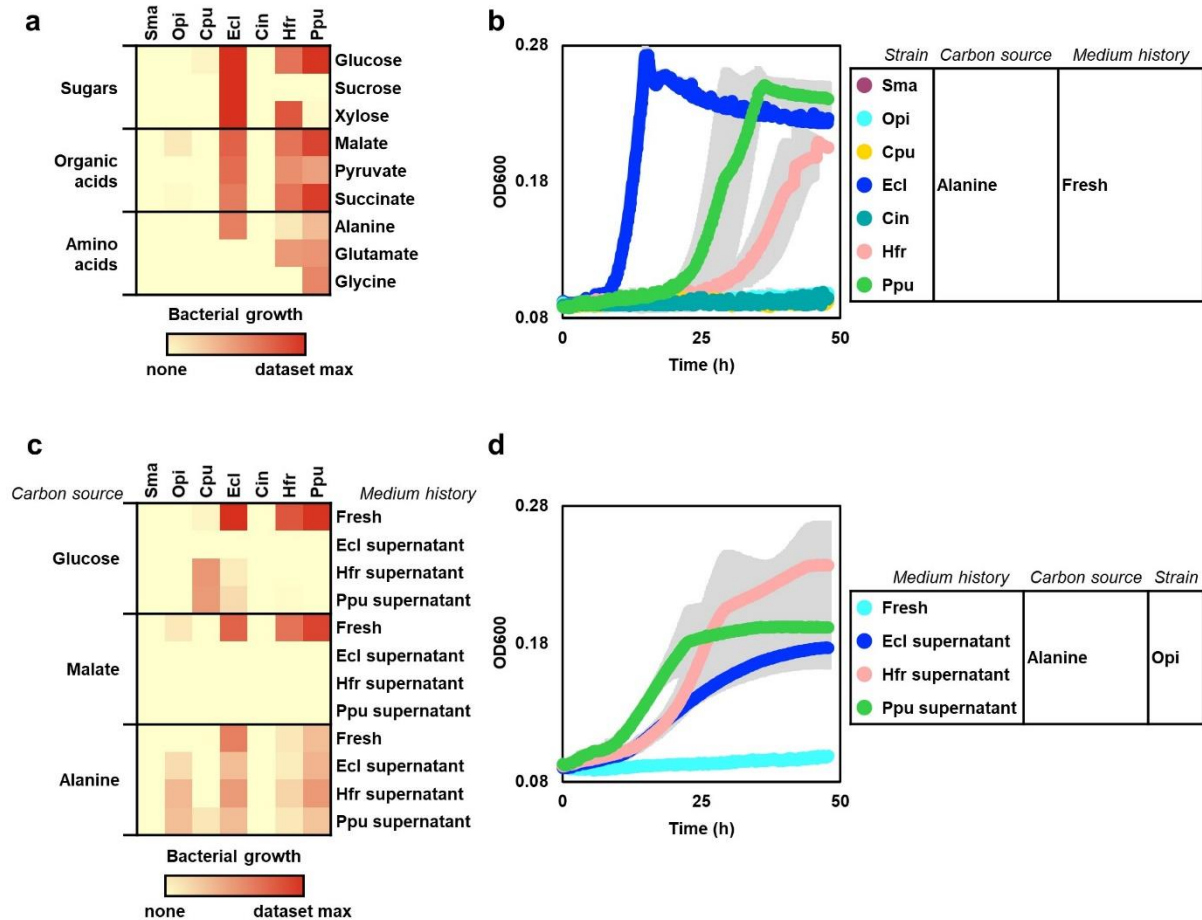 a
Sma Opi Cpu Ecl Cin Hfr Ppu
Sugars
Organic
acids
Amino
acids
Glucose
Sucrose
Xylose
Malate
Pyruvate
Succinate
Alanine
Glutamate
Glycine
Bacterial growth
none dataset max
b
0.28
0.18
0.08
OD600
0 25 50
Time (h)
Strain Carbon source Medium history
Sma
Opi
Cpu
Ecl Alanine Fresh
Cin
Hfr
Ppu
c
Sma Opi Cpu Ecl Cin Hfr Ppu
Carbon source Medium history
Glucose
Fresh
Ecl supernatant
Hfr supernatant
Ppu supernatant
Malate
Fresh
Ecl supernatant
Hfr supernatant
Ppu supernatant
Alanine
Fresh
Ecl supernatant
Hfr supernatant
Ppu supernatant
Bacterial growth
none dataset max
d
0.28
0.18
0.08
OD600
0 25 50
Time (h)
Medium history Carbon source Strain
Fresh
Ecl supernatant
Alanine Opi
Hfr supernatant
Ppu supernatant